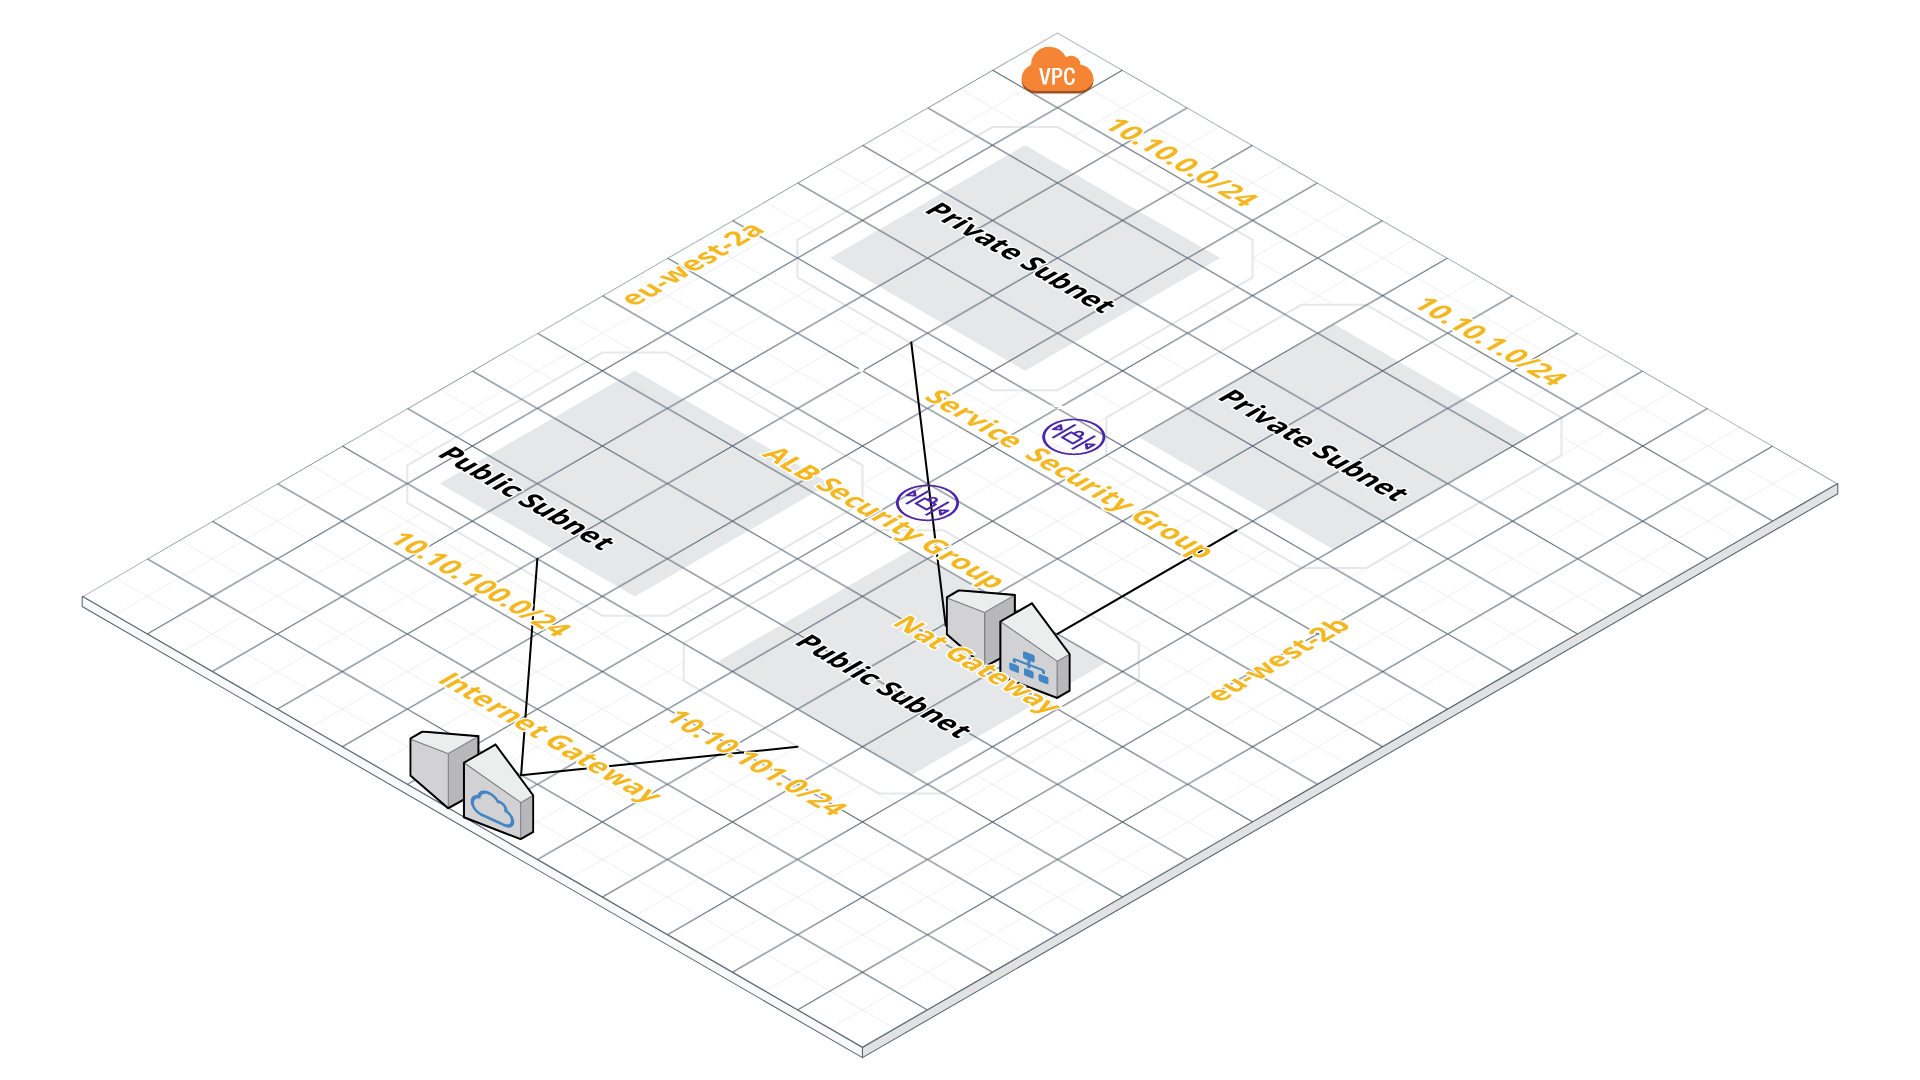 VPC
10.10.0.0/24
Private Subnet
eu-west-2a
10.10.1.0/24
Private Subnet
Service Security Group
ALB Security Group
Public Subnet
10.10.100.0/24
Nat Gateway
Public Subnet
eu-west-2b
Internet Gateway
10.10.101.0/24